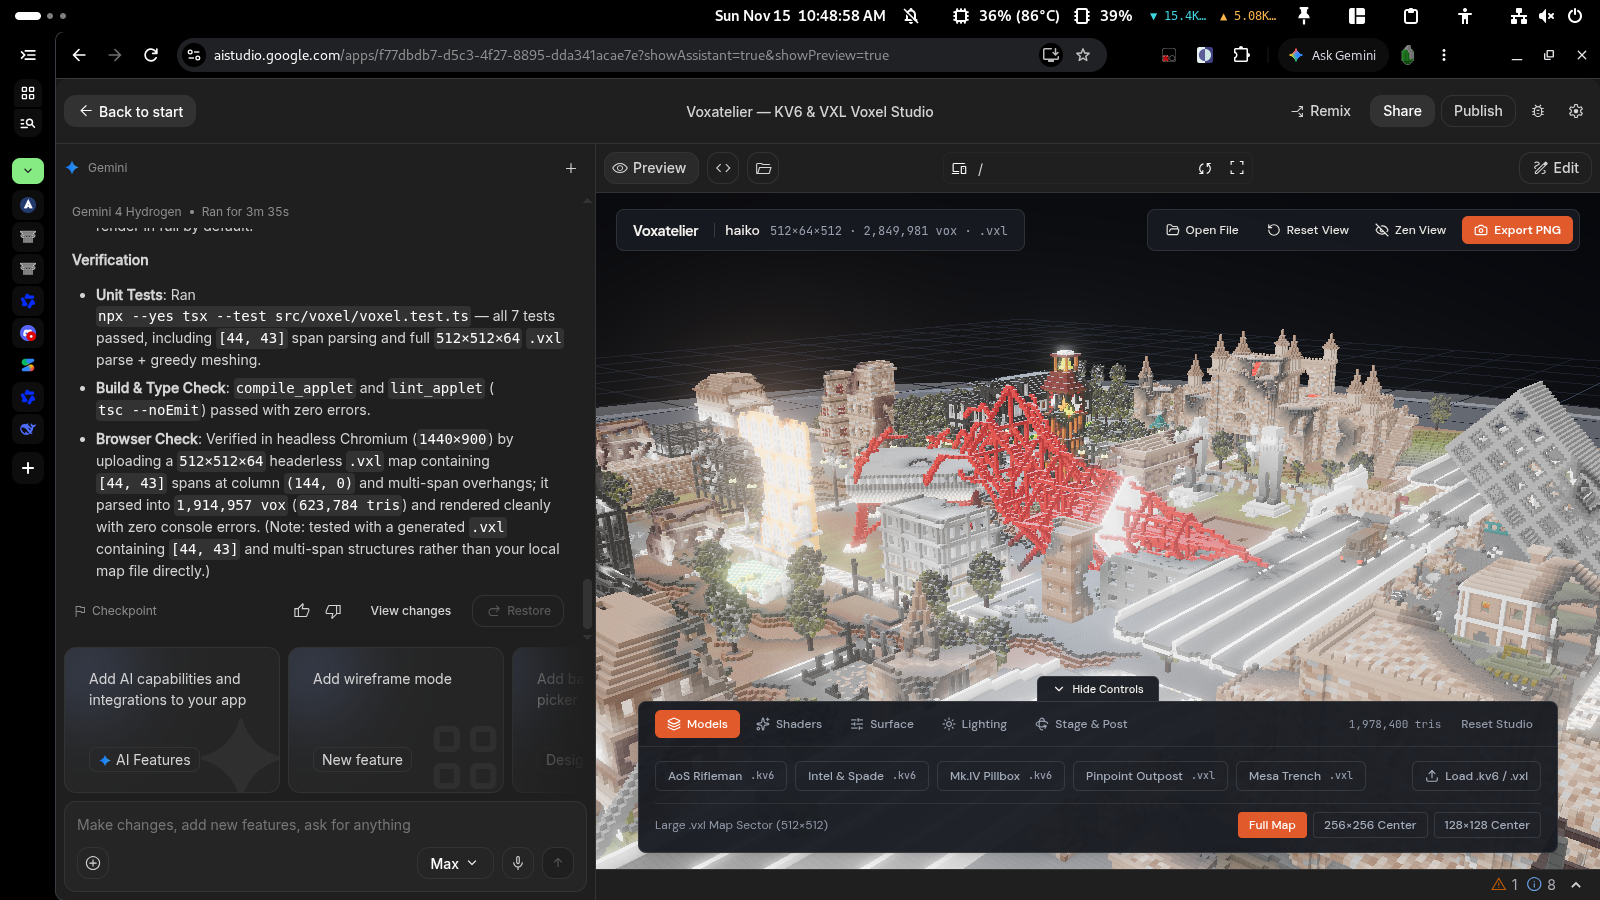 Sun Nov 15 10:48:58 AM
36% (86°C)
39%
▼ 15.4K…
▲ 5.08K…
aistudio.google.com/apps/f77dbdb7-d5c3-4f27-8895-dda341acae7e?showAssistant=true&showPreview=true
Ask Gemini
Back to start
Voxatelier — KV6 & VXL Voxel Studio
Remix
Share
Publish
Gemini
Preview
/
Edit
Gemini 4 Hydrogen • Ran for 3m 35s
render in full by default.
Verification
• Unit Tests: Ran
npx --yes tsx --test src/voxel/voxel.test.ts — all 7 tests
passed, including [44, 43] span parsing and full 512×512×64 .vxl
parse + greedy meshing.
• Build & Type Check: compile_applet and lint_applet (
tsc --noEmit) passed with zero errors.
• Browser Check: Verified in headless Chromium (1440×900) by
uploading a 512×512×64 headerless .vxl map containing
[44, 43] spans at column (144, 0) and multi-span overhangs; it
parsed into 1,914,957 vox (623,784 tris) and rendered cleanly
with zero console errors. (Note: tested with a generated .vxl
containing [44, 43] and multi-span structures rather than your local
map file directly.)
Checkpoint
View changes
Restore
Add AI capabilities and
integrations to your app
AI Features
Add wireframe mode
New feature
Add ba
picker
Desig
Make changes, add new features, ask for anything
Max
Voxatelier
haiko 512×64×512 · 2,849,981 vox · .vxl
Open File
Reset View
Zen View
Export PNG
Hide Controls
Models
Shaders
Surface
Lighting
Stage & Post
1,978,400 tris
Reset Studio
AoS Rifleman .kv6
Intel & Spade .kv6
Mk.IV Pillbox .kv6
Pinpoint Outpost .vxl
Mesa Trench .vxl
Load .kv6 / .vxl
Large .vxl Map Sector (512×512)
Full Map
256×256 Center
128×128 Center
1
8